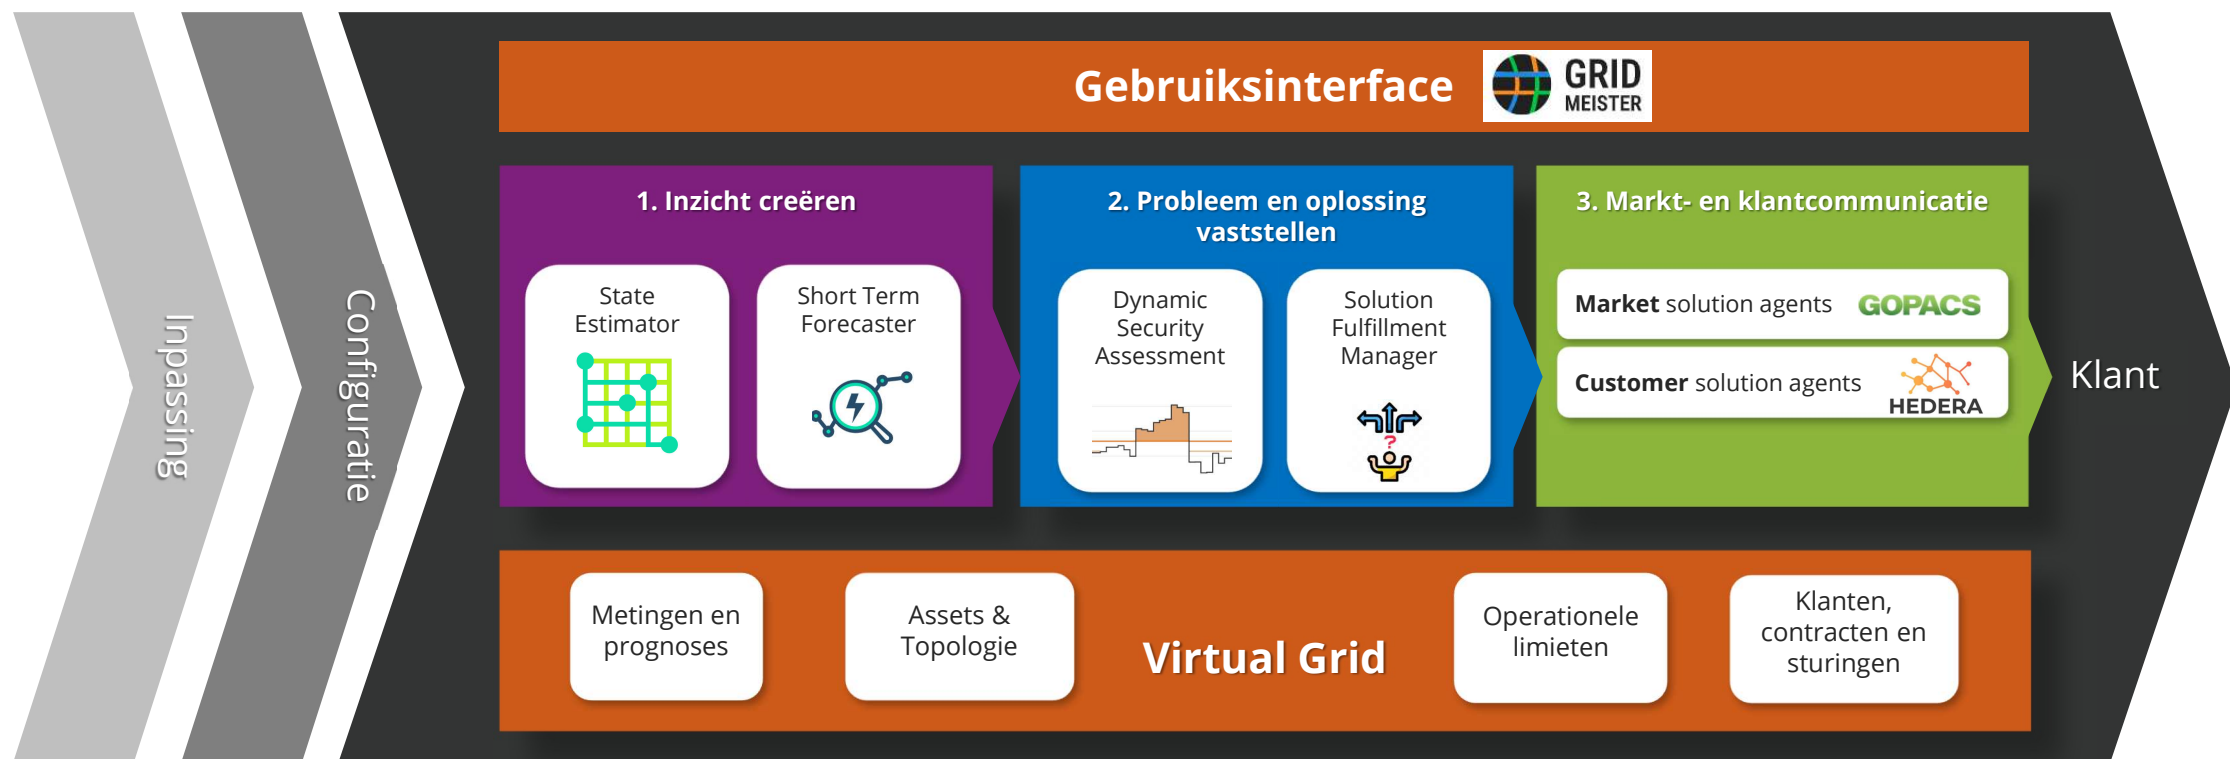 Gebruiksinterface
GRID
MEISTER
Inpassing
Configuratie
1. Inzicht creëren
State
Estimator
Short Term
Forecaster
2. Probleem en oplossing
vaststellen
Dynamic
Security
Assessment
Solution
Fulfillment
Manager
?
3. Markt- en klantcommunicatie
Market solution agents
GOPACS
Customer solution agents
HEDERA
Klant
Metingen en
prognoses
Assets &
Topologie
Virtual Grid
Operationele
limieten
Klanten,
contracten en
sturingen